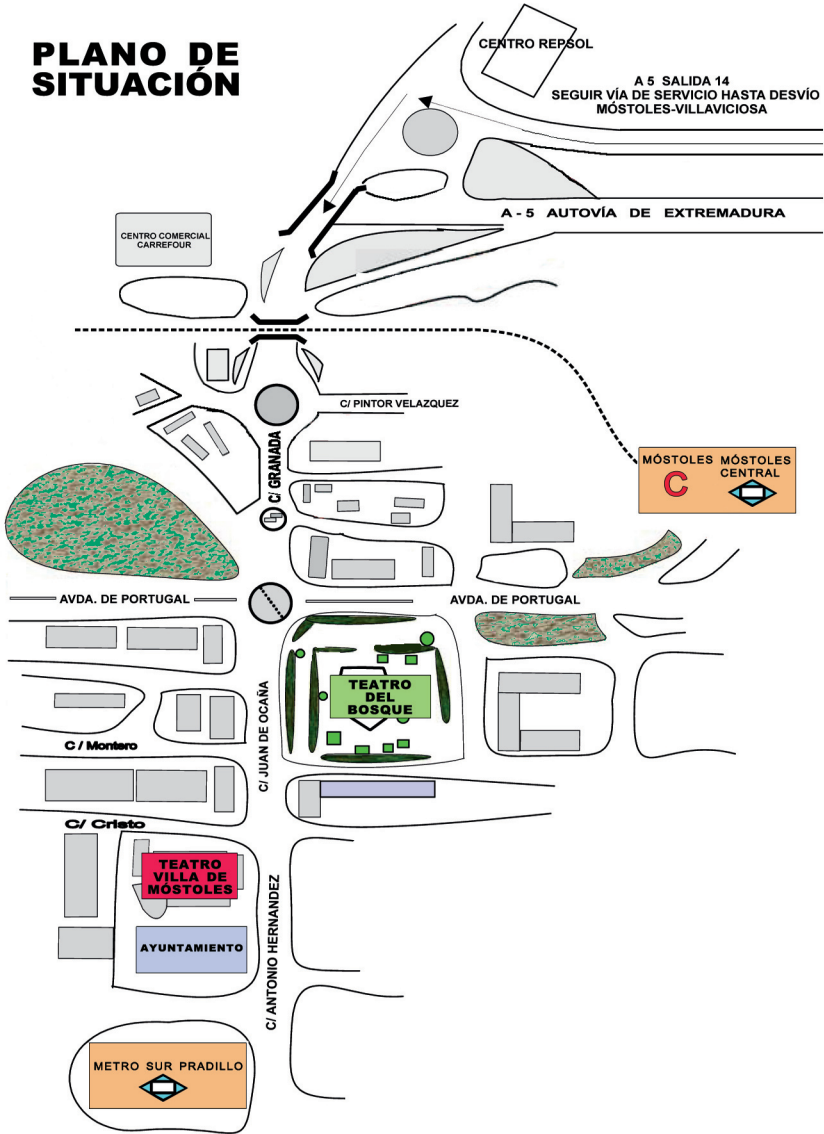 PLANO DE
SITUACIÓN
CENTRO REPSOL
A 5 SALIDA 14
SEGUIR VÍA DE SERVICIO HASTA DESVÍO
MÓSTOLES-VILLAVICIOSA
A - 5 AUTOVÍA DE EXTREMADURA
CENTRO COMERCIAL
CARREFOUR
C/ PINTOR VELAZQUEZ
C/ GRANADA
MÓSTOLES
C
MÓSTOLES
CENTRAL
AVDA. DE PORTUGAL
AVDA. DE PORTUGAL
TEATRO
DEL
BOSQUE
C/ JUAN DE OCAÑA
C / Montero
C/ Cristo
TEATRO
VILLA DE
MÓSTOLES
AYUNTAMIENTO
C/ ANTONIO HERNANDEZ
METRO SUR PRADILLO